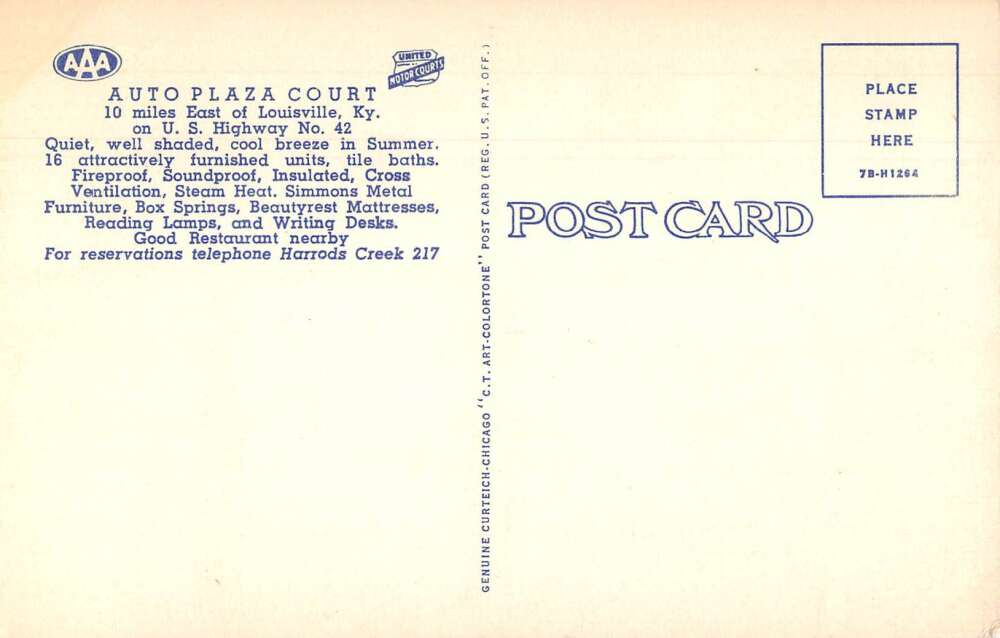 AAA
UNITED
MOTOR COURTS
AUTO PLAZA COURT
10 miles East of Louisville, Ky.
on U. S. Highway No. 42
Quiet, well shaded, cool breeze in Summer.
16 attractively furnished units, tile baths.
Fireproof, Soundproof, Insulated, Cross
Ventilation, Steam Heat. Simmons Metal
Furniture, Box Springs, Beautyrest Mattresses,
Reading Lamps, and Writing Desks.
Good Restaurant nearby
For reservations telephone Harrods Creek 217
GENUINE CURTEICH-CHICAGO "C.T. ART-COLORTONE" POST CARD (REG. U.S. PAT. OFF.)
POST CARD
PLACE
STAMP
HERE
7B-H1264